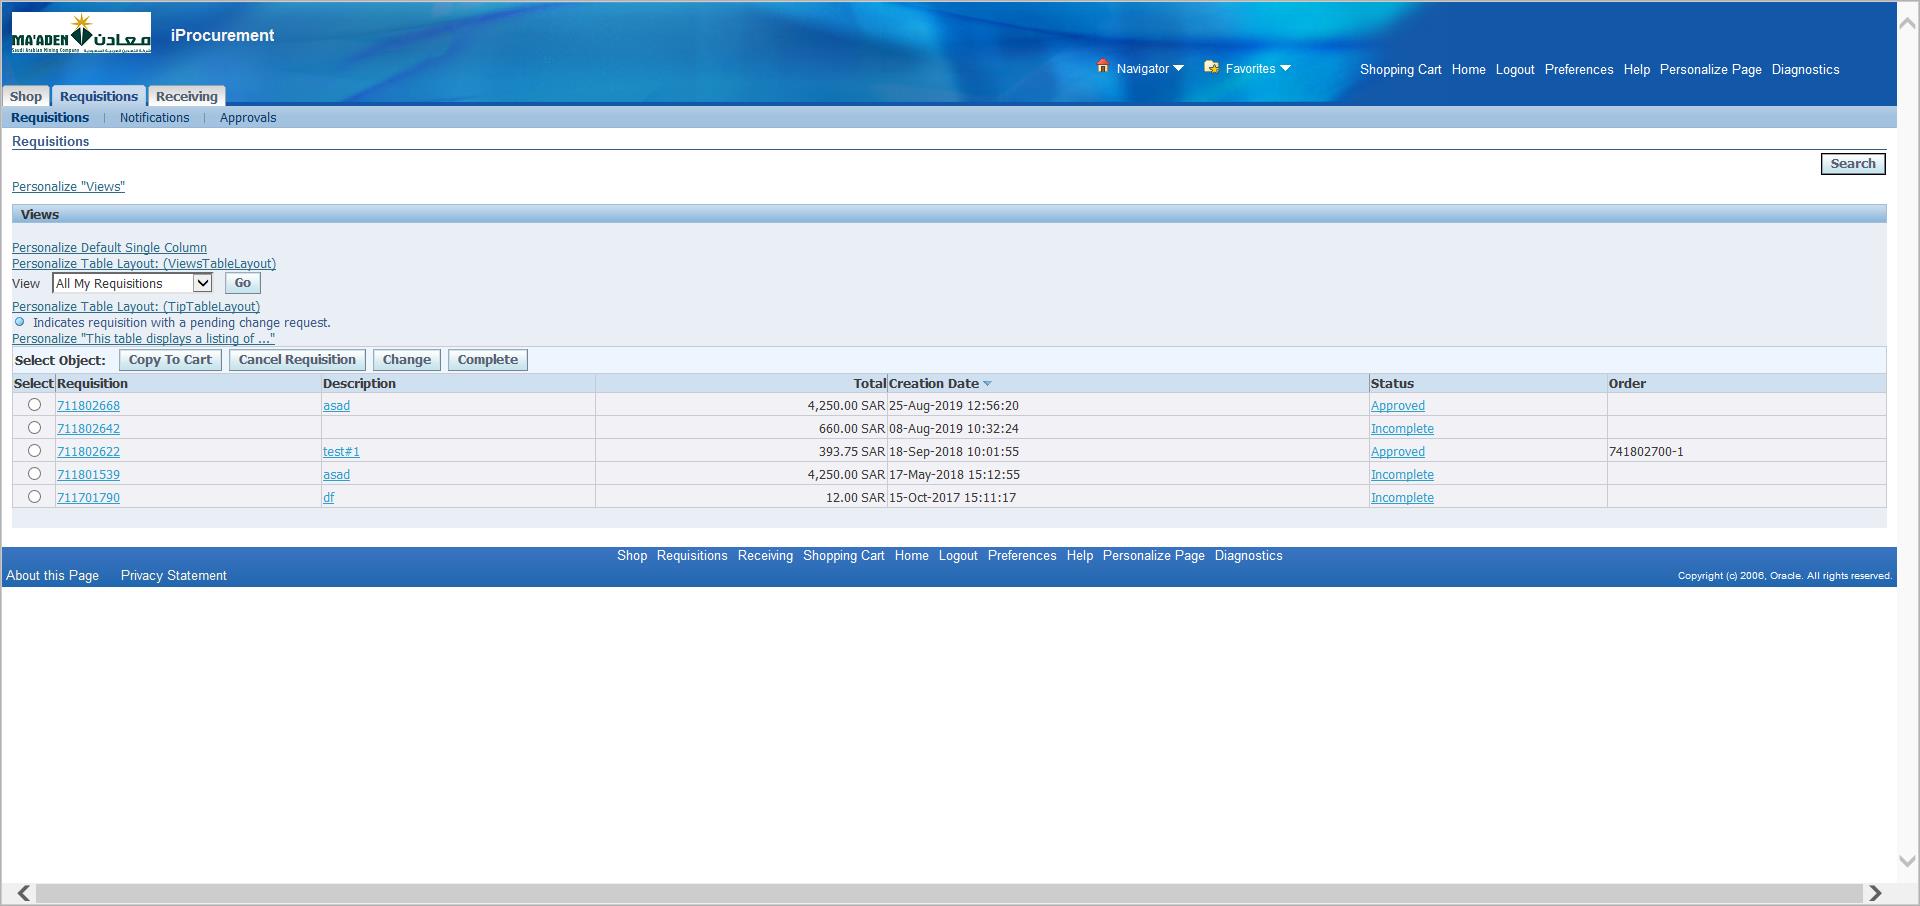 MA'ADEN معادن
Saudi Arabian Mining Company
iProcurement
Navigator Favorites Shopping Cart Home Logout Preferences Help Personalize Page Diagnostics
Shop Requisitions Receiving
Requisitions | Notifications | Approvals
Requisitions
Search
Personalize "Views"
Views
Personalize Default Single Column
Personalize Table Layout: (ViewsTableLayout)
View All My Requisitions Go
Personalize Table Layout: (TipTableLayout)
Indicates requisition with a pending change request.
Personalize "This table displays a listing of ..."
Select Object: Copy To Cart Cancel Requisition Change Complete
Select Requisition Description Total Creation Date Status Order
711802668 asad 4,250.00 SAR 25-Aug-2019 12:56:20 Approved
711802642 660.00 SAR 08-Aug-2019 10:32:24 Incomplete
711802622 test#1 393.75 SAR 18-Sep-2018 10:01:55 Approved 741802700-1
711801539 asad 4,250.00 SAR 17-May-2018 15:12:55 Incomplete
711701790 df 12.00 SAR 15-Oct-2017 15:11:17 Incomplete
Shop Requisitions Receiving Shopping Cart Home Logout Preferences Help Personalize Page Diagnostics
About this Page Privacy Statement Copyright (c) 2006, Oracle. All rights reserved.